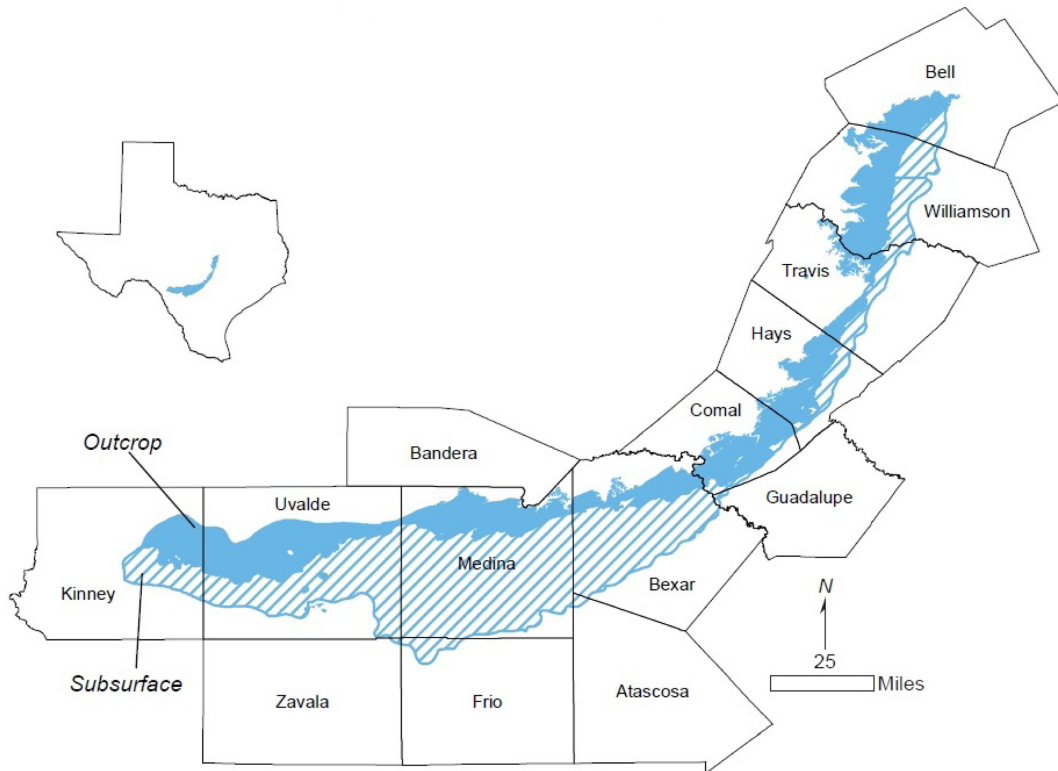 Bell
Williamson
Travis
Hays
Comal
Bandera
Outcrop
Guadalupe
Uvalde
Medina
Bexar
Kinney
N
25
Miles
Subsurface
Zavala
Frio
Atascosa